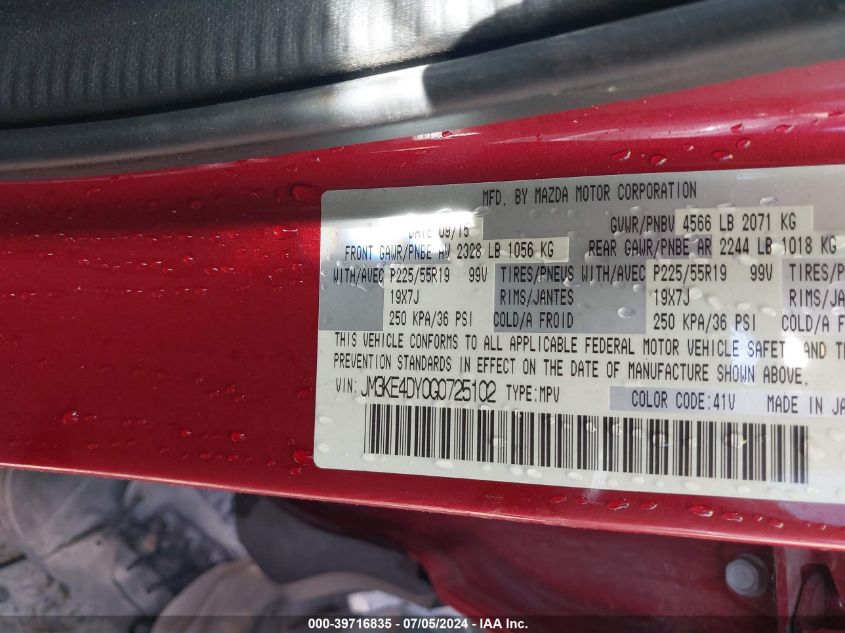 MFD. BY MAZDA MOTOR CORPORATION
DATE 09/15 GVWR/PNBV 4566 LB 2071 KG
FRONT GAWR/PNBE AV 2328 LB 1056 KG REAR GAWR/PNBE AR 2244 LB 1018 KG
WITH/AVEC P225/55R19 99V TIRES/PNEUS WITH/AVEC P225/55R19 99V TIRES/
19X7J RIMS/JANTES 19X7J RIMS/JA
250 KPA/36 PSI COLD/A FROID 250 KPA/36 PSI COLD/A F
THIS VEHICLE CONFORMS TO ALL APPLICABLE FEDERAL MOTOR VEHICLE SAFETY AND TH
PREVENTION STANDARDS IN EFFECT ON THE DATE OF MANUFACTURE SHOWN ABOVE.
VIN: JM3KE4DY0G0725102 TYPE:MPV
COLOR CODE:41V MADE IN JA
000-39716835 - 07/05/2024 - IAA Inc.